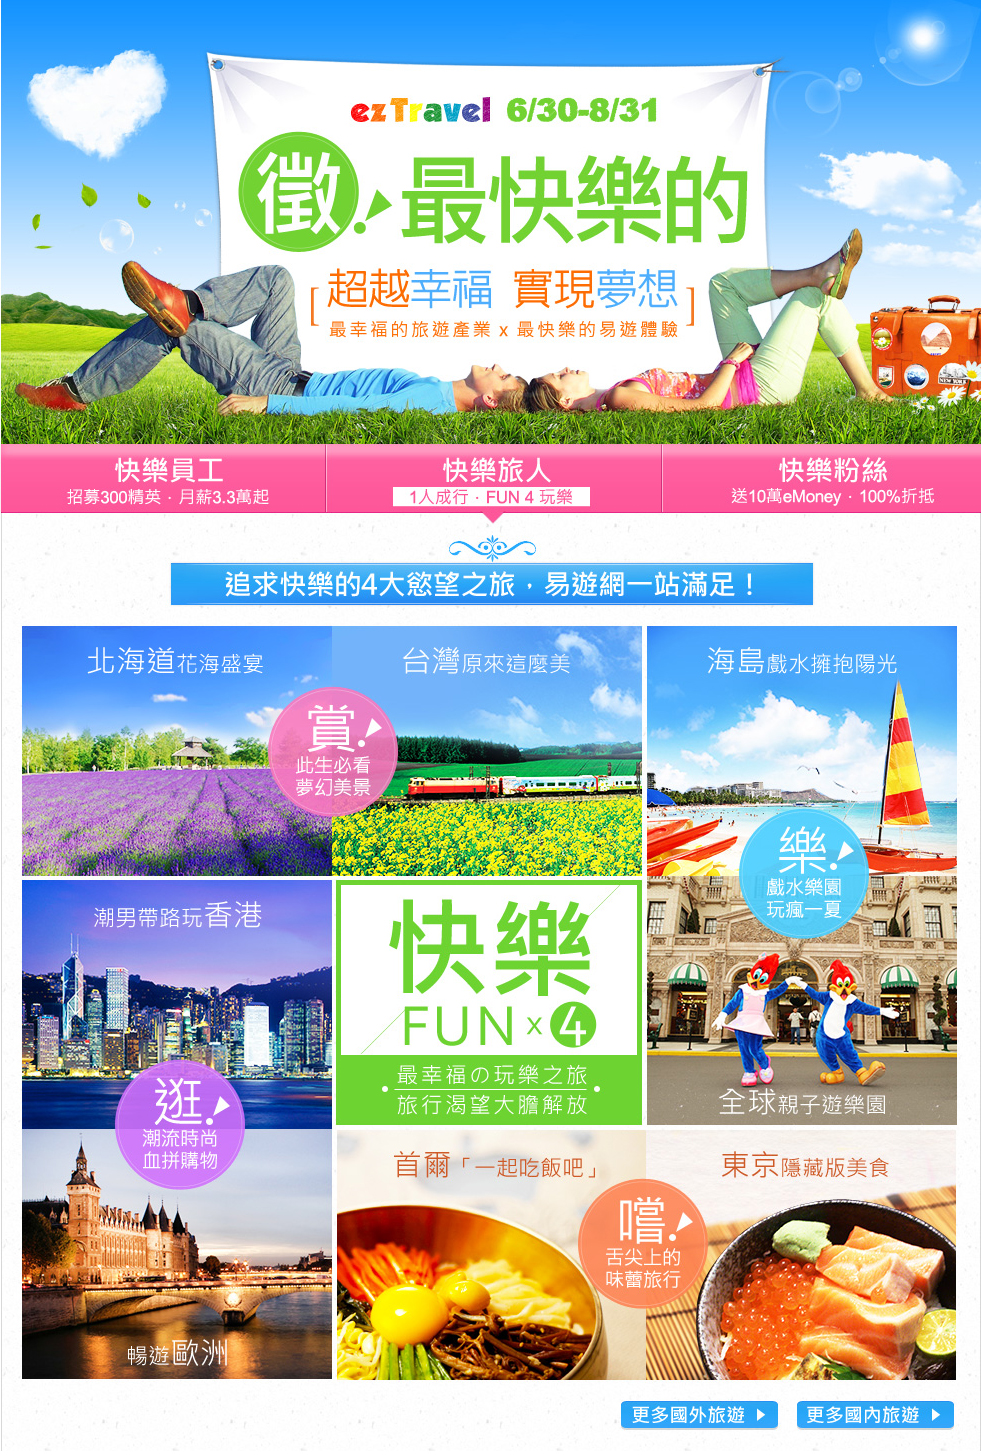 ezTravel 6/30-8/31
徵！最快樂的
[ 超越幸福 實現夢想 ]
最幸福的旅遊產業 x 最快樂的易遊體驗
快樂員工
招募300精英．月薪3.3萬起
快樂旅人
1人成行．FUN 4 玩樂
快樂粉絲
送10萬eMoney．100%折抵
追求快樂的4大慾望之旅，易遊網一站滿足！
北海道花海盛宴
台灣原來這麼美
賞！
此生必看
夢幻美景
海島戲水擁抱陽光
樂！
戲水樂園
玩瘋一夏
全球親子遊樂園
潮男帶路玩香港
逛！
潮流時尚
血拼購物
暢遊歐洲
快樂
FUN x 4
最幸福の玩樂之旅
旅行渴望大膽解放
首爾「一起吃飯吧」
東京隱藏版美食
嚐！
舌尖上的
味蕾旅行
更多國外旅遊
更多國內旅遊